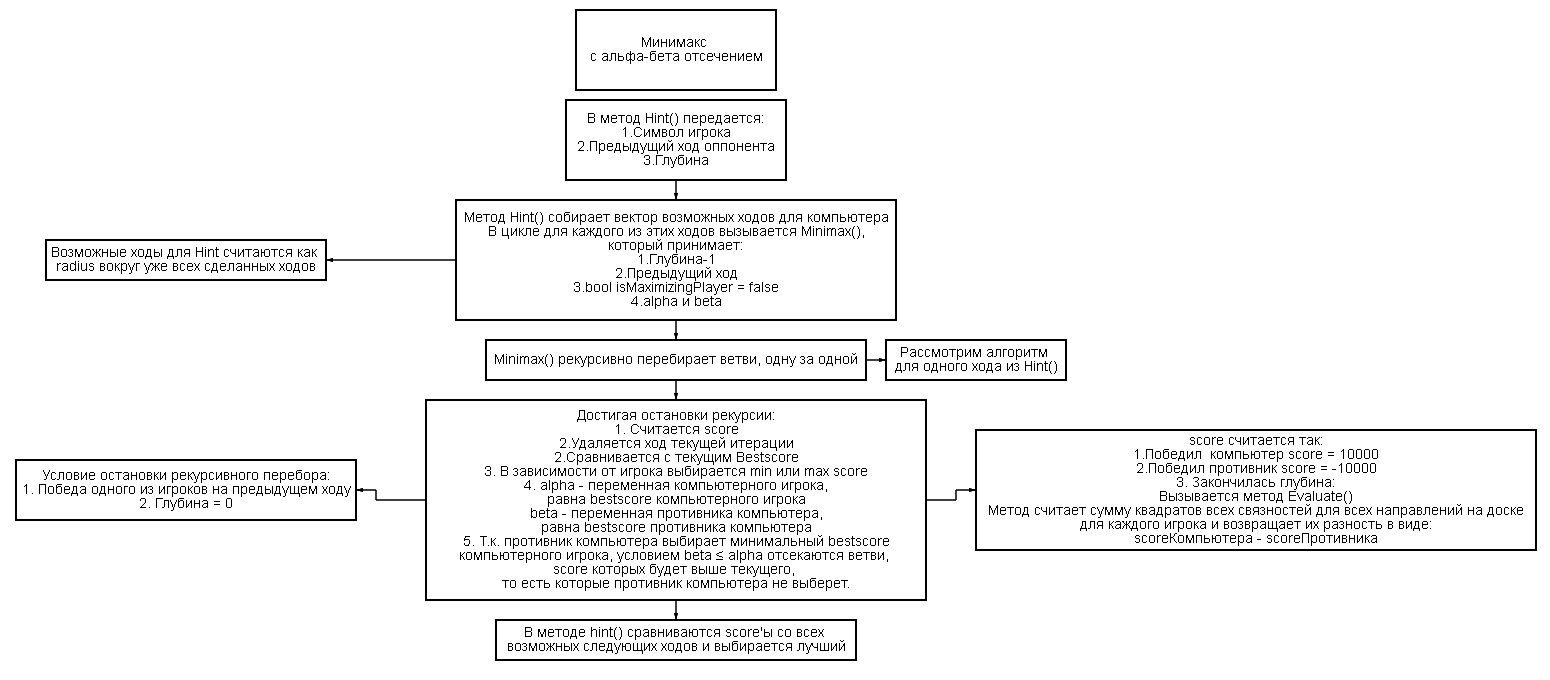 Минимакс
с альфа-бета отсечением
В метод Hint() передается:
1.Символ игрока
2.Предыдущий ход оппонента
3.Глубина
Метод Hint() собирает вектор возможных ходов для компьютера
В цикле для каждого из этих ходов вызывается Minimax(),
который принимает:
1.Глубина-1
2.Предыдущий ход
3.bool isMaximizingPlayer = false
4.alpha и beta
Возможные ходы для Hint считаются как
radius вокруг уже всех сделанных ходов
Minimax() рекурсивно перебирает ветви, одну за одной
Рассмотрим алгоритм
для одного хода из Hint()
Достигая остановки рекурсии:
1. Считается score
2.Удаляется ход текущей итерации
2.Сравнивается с текущим Bestscore
3. В зависимости от игрока выбирается min или max score
4. alpha - переменная компьютерного игрока,
равна bestscore компьютерного игрока
beta - переменная противника компьютера,
равна bestscore противника компьютера
5. Т.к. противник компьютера выбирает минимальный bestscore
компьютерного игрока, условием beta ≤ alpha отсекаются ветви,
score которых будет выше текущего,
то есть которые противник компьютера не выберет.
Условие остановки рекурсивного перебора:
1. Победа одного из игроков на предыдущем ходу
2. Глубина = 0
score считается так:
1.Победил  компьютер score = 10000
2.Победил противник score = -10000
3. Закончилась глубина:
Вызывается метод Evaluate()
Метод считает сумму квадратов всех связностей для всех направлений на доске
для каждого игрока и возвращает их разность в виде:
scoreКомпьютера - scoreПротивника
В методе hint() сравниваются score'ы со всех
возможных следующих ходов и выбирается лучший